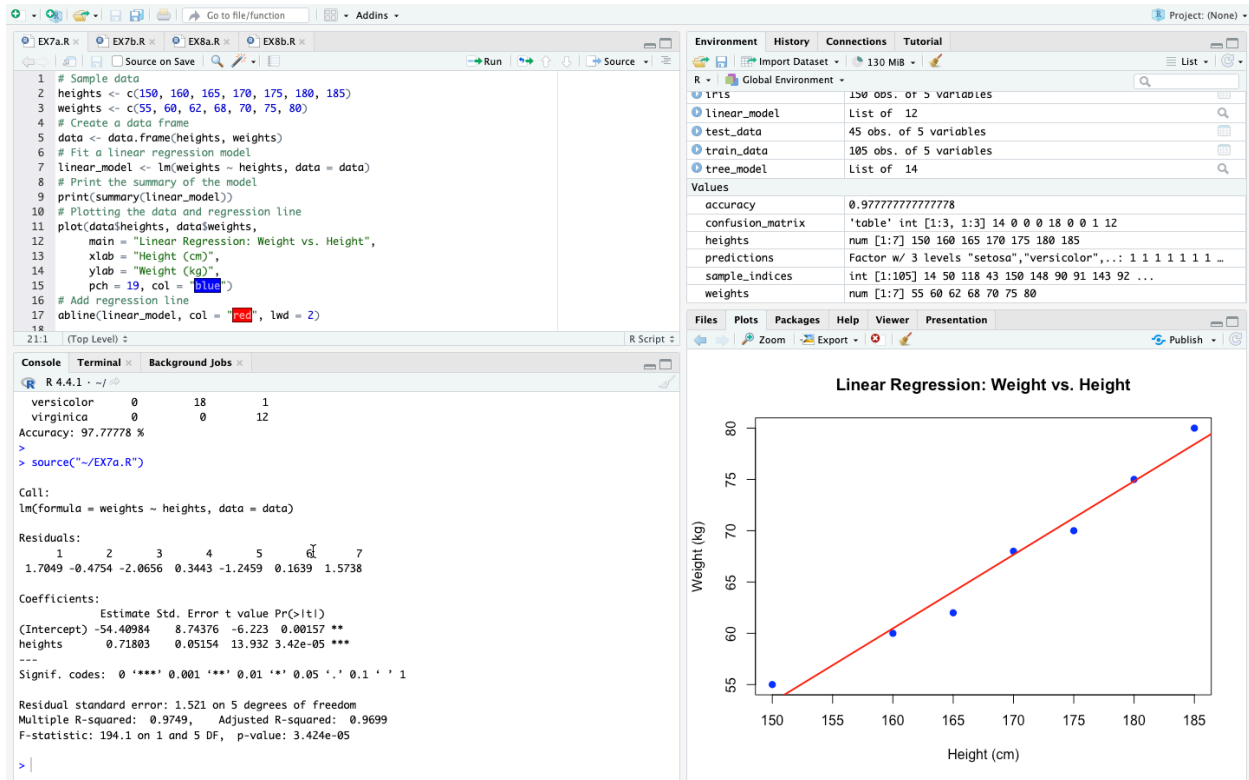 Go to file/function
Addins
Project: (None)
EX7a.R
EX7b.R
EX8a.R
EX8b.R
Source on Save
Run
Source
1 # Sample data
2 heights <- c(150, 160, 165, 170, 175, 180, 185)
3 weights <- c(55, 60, 62, 68, 70, 75, 80)
4 # Create a data frame
5 data <- data.frame(heights, weights)
6 # Fit a linear regression model
7 linear_model <- lm(weights ~ heights, data = data)
8 # Print the summary of the model
9 print(summary(linear_model))
10 # Plotting the data and regression line
11 plot(data$heights, data$weights,
12 main = "Linear Regression: Weight vs. Height",
13 xlab = "Height (cm)",
14 ylab = "Weight (kg)",
15 pch = 19, col = "blue")
16 # Add regression line
17 abline(linear_model, col = "red", lwd = 2)
18
21:1 (Top Level) R Script
Console Terminal Background Jobs
R 4.4.1 · ~/
versicolor 0 18 1
virginica 0 0 12
Accuracy: 97.77778 %
>
> source("~/EX7a.R")
Call:
lm(formula = weights ~ heights, data = data)
Residuals:
1 2 3 4 5 6 7
1.7049 -0.4754 -2.0656 0.3443 -1.2459 0.1639 1.5738
Coefficients:
Estimate Std. Error t value Pr(>|t|)
(Intercept) -54.40984 8.74376 -6.223 0.00157 **
heights 0.71803 0.05154 13.932 3.42e-05 ***
---
Signif. codes: 0 ‘***’ 0.001 ‘**’ 0.01 ‘*’ 0.05 ‘.’ 0.1 ‘ ’ 1
Residual standard error: 1.521 on 5 degrees of freedom
Multiple R-squared: 0.9749, Adjusted R-squared: 0.9699
F-statistic: 194.1 on 1 and 5 DF, p-value: 3.424e-05
>
Environment History Connections Tutorial
Import Dataset 130 MiB List
R Global Environment
iris 150 obs. of 5 variables
linear_model List of 12
test_data 45 obs. of 5 variables
train_data 105 obs. of 5 variables
tree_model List of 14
Values
accuracy 0.977777777777778
confusion_matrix 'table' int [1:3, 1:3] 14 0 0 0 18 0 0 1 12
heights num [1:7] 150 160 165 170 175 180 185
predictions Factor w/ 3 levels "setosa","versicolor",..: 1 1 1 1 1 1 1 …
sample_indices int [1:105] 14 50 118 43 150 148 90 91 143 92 ...
weights num [1:7] 55 60 62 68 70 75 80
Files Plots Packages Help Viewer Presentation
Zoom Export Publish
Linear Regression: Weight vs. Height
Weight (kg)
80
75
70
65
60
55
150 155 160 165 170 175 180 185
Height (cm)